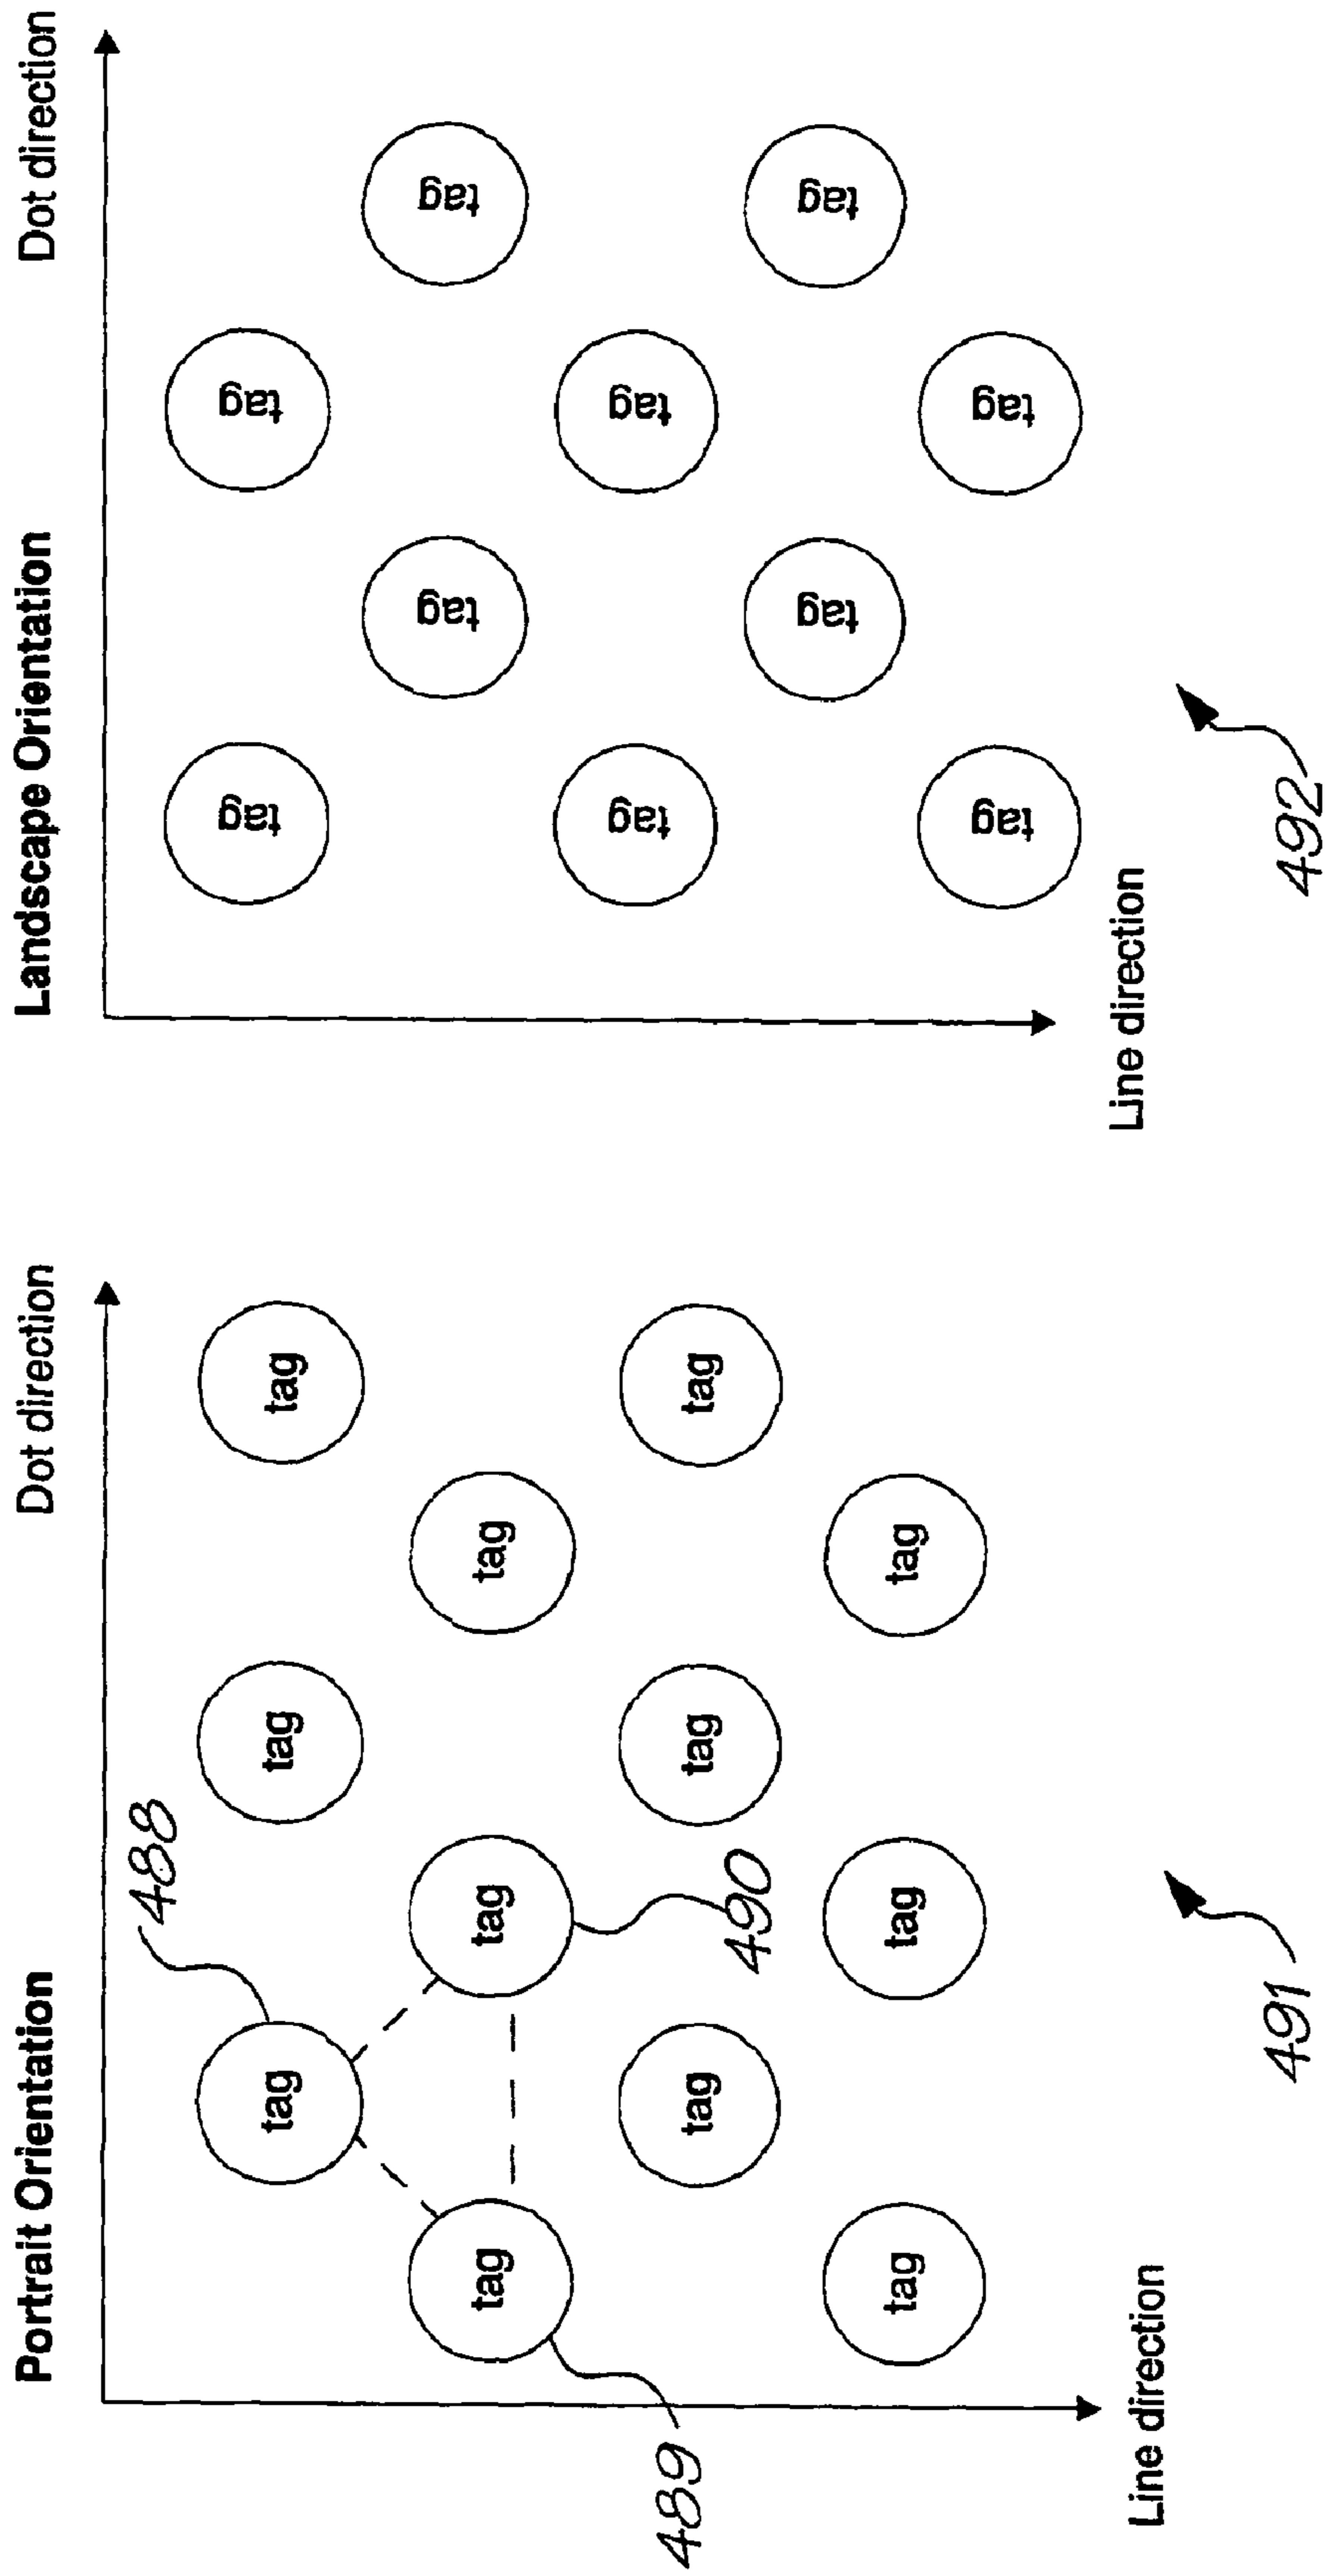 Portrait Orientation
Dot direction
488
tag
tag
tag
tag
tag
tag
489
490
tag
tag
tag
tag
tag
tag
Line direction
491
Landscape Orientation
Dot direction
tag
tag
tag
tag
tag
tag
tag
tag
tag
tag
Line direction
492